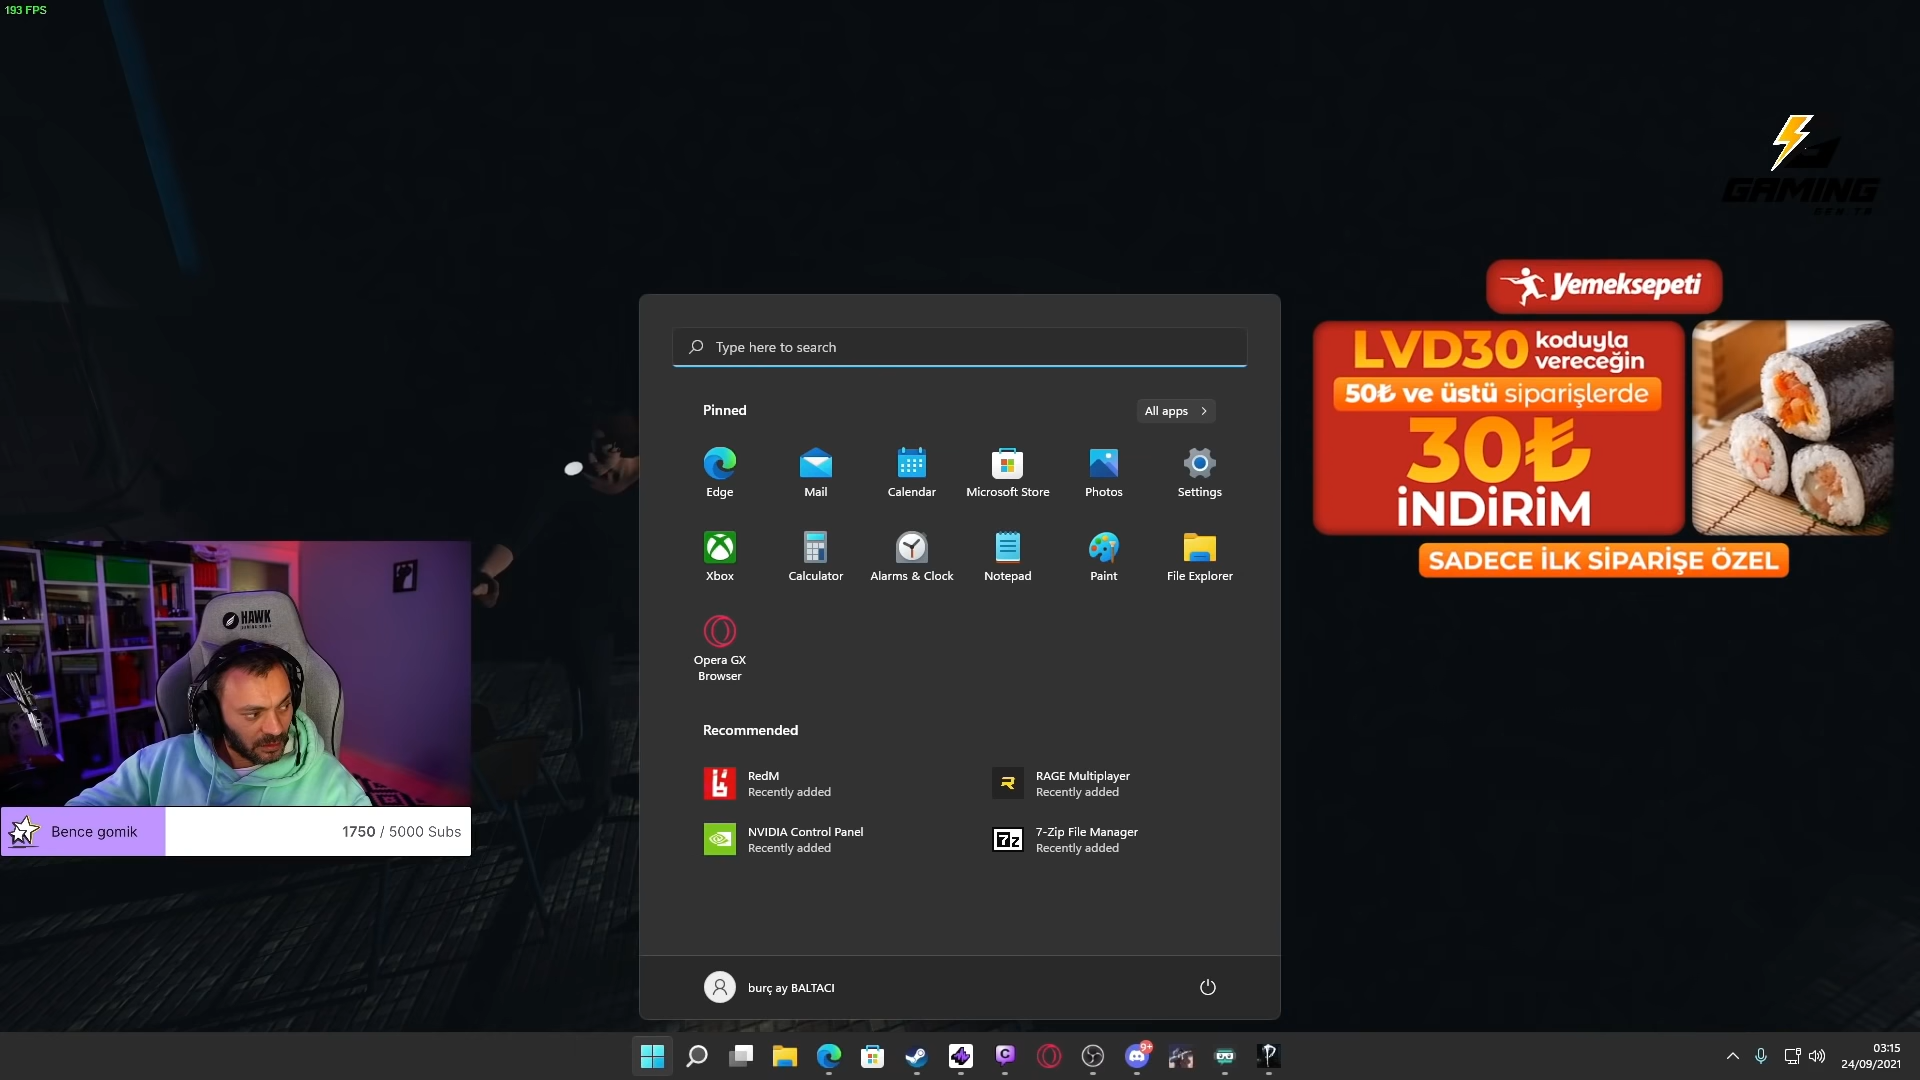 193 FPS
GAMING
GEN.TR
Yemeksepeti
LVD30 koduyla
vereceğin
50₺ ve üstü siparişlerde
30₺
İNDİRİM
SADECE İLK SİPARİŞE ÖZEL
Type here to search
Pinned
All apps
Edge
Mail
Calendar
Microsoft Store
Photos
Settings
Xbox
Calculator
Alarms & Clock
Notepad
Paint
File Explorer
Opera GX
Browser
Recommended
RedM
Recently added
RAGE Multiplayer
Recently added
NVIDIA Control Panel
Recently added
7z
7-Zip File Manager
Recently added
burç ay BALTACI
HAWK
Bence gomik
1750 / 5000 Subs
9+
03:15
24/09/2021